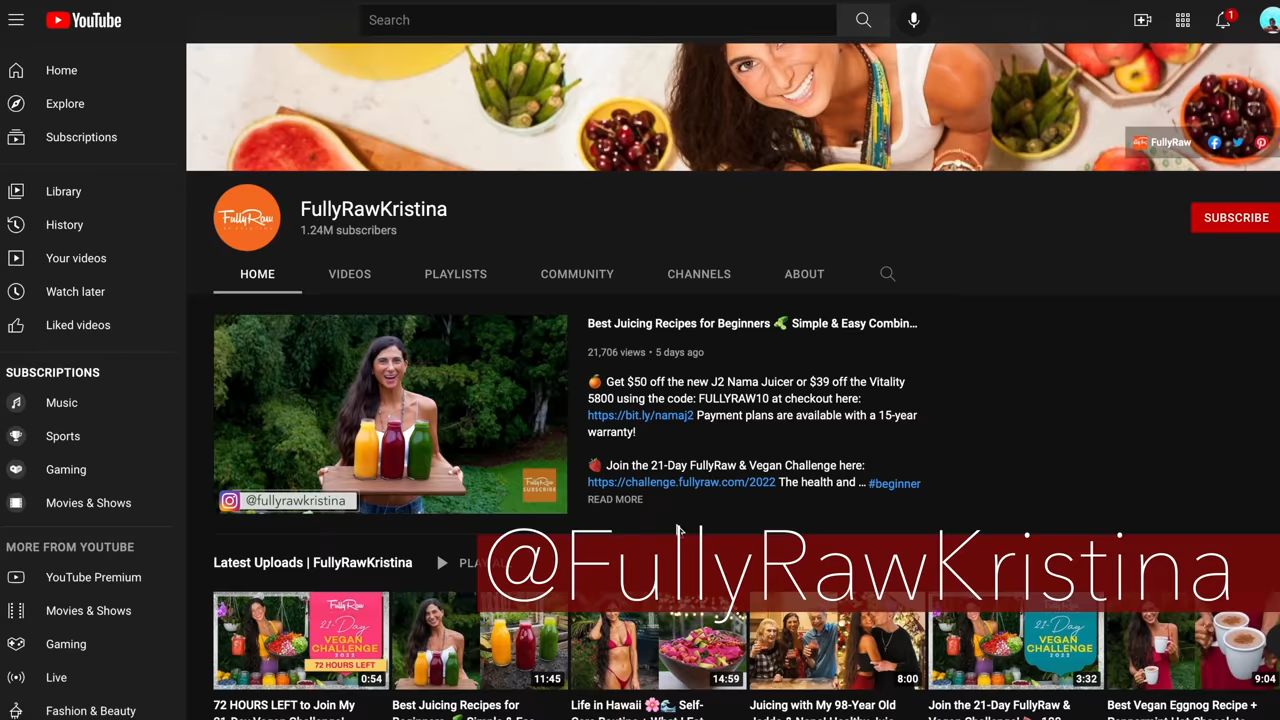 YouTube
Search
1
Home
Explore
Subscriptions
Library
History
Your videos
Watch later
Liked videos
SUBSCRIPTIONS
Music
Sports
Gaming
Movies & Shows
MORE FROM YOUTUBE
YouTube Premium
Movies & Shows
Gaming
Live
Fashion & Beauty
FullyRaw
FullyRaw
FullyRawKristina
1.24M subscribers
SUBSCRIBE
HOME VIDEOS PLAYLISTS COMMUNITY CHANNELS ABOUT
@fullyrawkristina
SUBSCRIBE
Best Juicing Recipes for Beginners 🥬 Simple & Easy Combin...
21,706 views • 5 days ago
🍊 Get $50 off the new J2 Nama Juicer or $39 off the Vitality
5800 using the code: FULLYRAW10 at checkout here:
https://bit.ly/namaj2 Payment plans are available with a 15-year
warranty!
🍓 Join the 21-Day FullyRaw & Vegan Challenge here:
https://challenge.fullyraw.com/2022 The health and ... #beginner
READ MORE
@FullyRawKristina
Latest Uploads | FullyRawKristina
FullyRaw
21-Day
VEGAN
CHALLENGE
2022
72 HOURS LEFT
0:54
11:45
14:59
8:00
21-Day
VEGAN
CHALLENGE
2022
3:32
9:04
72 HOURS LEFT to Join My
Best Juicing Recipes for
Life in Hawaii 🌸🌊 Self-
Juicing with My 98-Year Old
Join the 21-Day FullyRaw &
Best Vegan Eggnog Recipe +